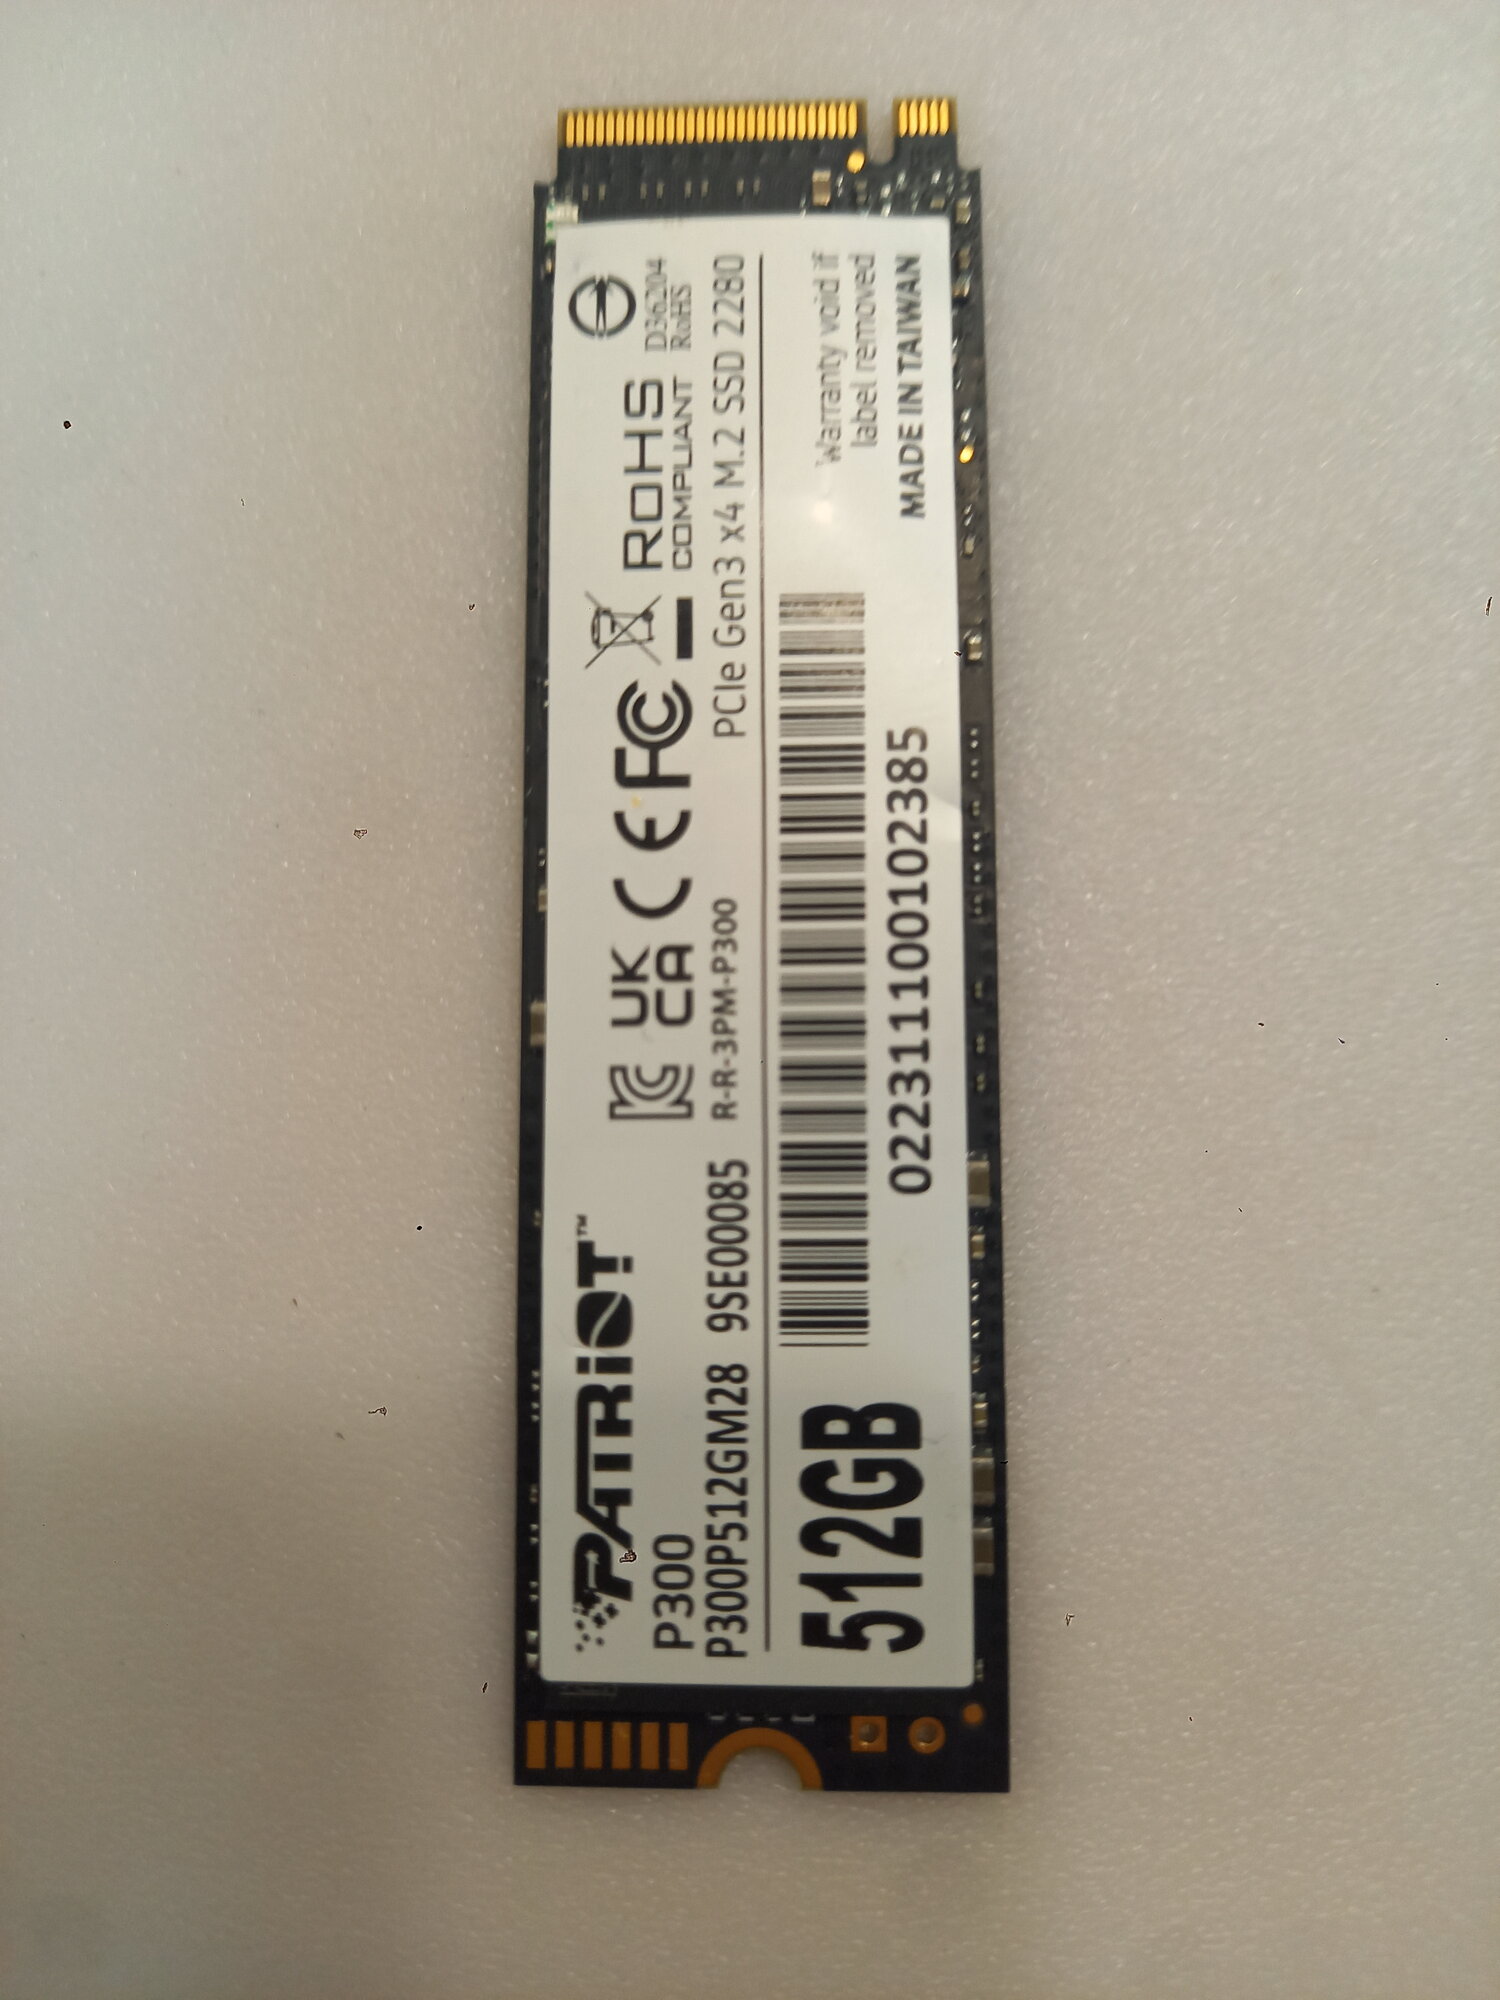 PATRIOT™
P300
P300P512GM28 9SE00085
UK
CA
CE FC
RoHS
COMPLIANT
D36204
RoHS
R-R-3PM-P300
PCIe Gen3 x4 M.2 SSD 2280
512GB
022311100102385
Warranty void if
label removed
MADE IN TAIWAN